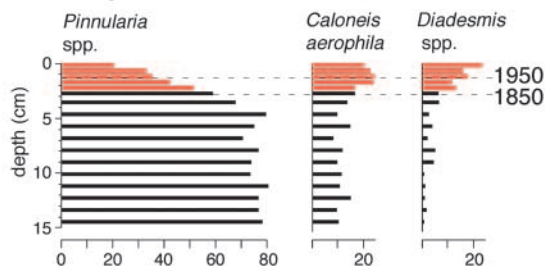 Pinnularia
spp.
Caloneis
aerophila
Diadesmis
spp.
0
5
10
15
depth (cm)
1950
1850
0 20 40 60 80
0 20
0 20